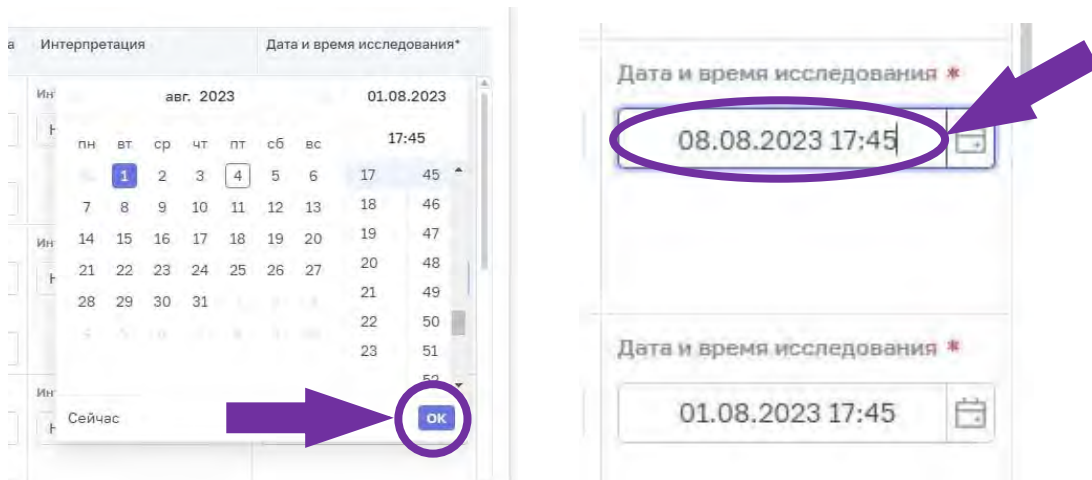 а Интерпретация Дата и время исследования*
Ин
авг. 2023
01.08.2023
17:45
пн вт ср чт пт сб вс
1 2 3 4 5 6
7 8 9 10 11 12 13
14 15 16 17 18 19 20
21 22 23 24 25 26 27
28 29 30 31
17 45
18 46
19 47
20 48
21 49
22 50
23 51
52
Ин
Ин
Сейчас
ОК
Дата и время исследования *
08.08.2023 17:45
Дата и время исследования *
01.08.2023 17:45